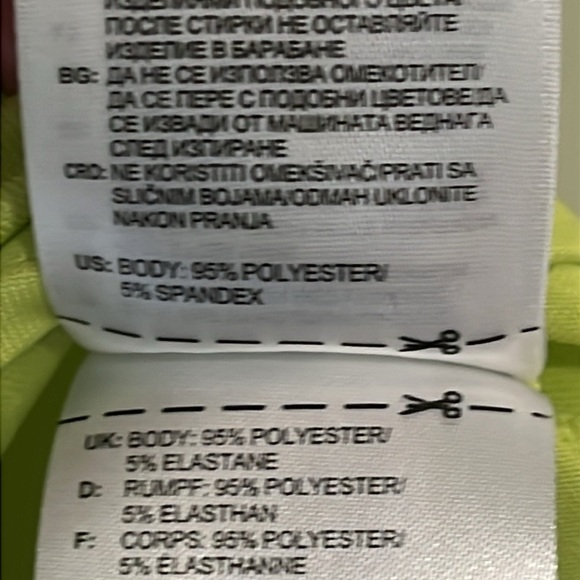 ИЗДЕЛИЯМИ ПОДОБНОГО ЦВЕТА/
ПОСЛЕ СТИРКИ НЕ ОСТАВЛЯЙТЕ
ИЗДЕЛИЕ В БАРАБАНЕ
BG: ДА НЕ СЕ ИЗПОЛЗВА ОМЕКОТИТЕЛ/
ДА СЕ ПЕРЕ С ПОДОБНИ ЦВЕТОВЕ/ДА
СЕ ИЗВАДИ ОТ МАШИНАТА ВЕДНАГА
СЛЕД ИЗПИРАНЕ
CRO: NE KORISTITI OMEKŠIVAČ/PRATI SA
SLIČNIM BOJAMA/ODMAH UKLONITE
NAKON PRANJA
US: BODY: 95% POLYESTER/
5% SPANDEX
UK: BODY: 95% POLYESTER/
5% ELASTANE
D: RUMPF: 95% POLYESTER/
5% ELASTHAN
F: CORPS: 95% POLYESTER/
5% ÉLASTHANNE